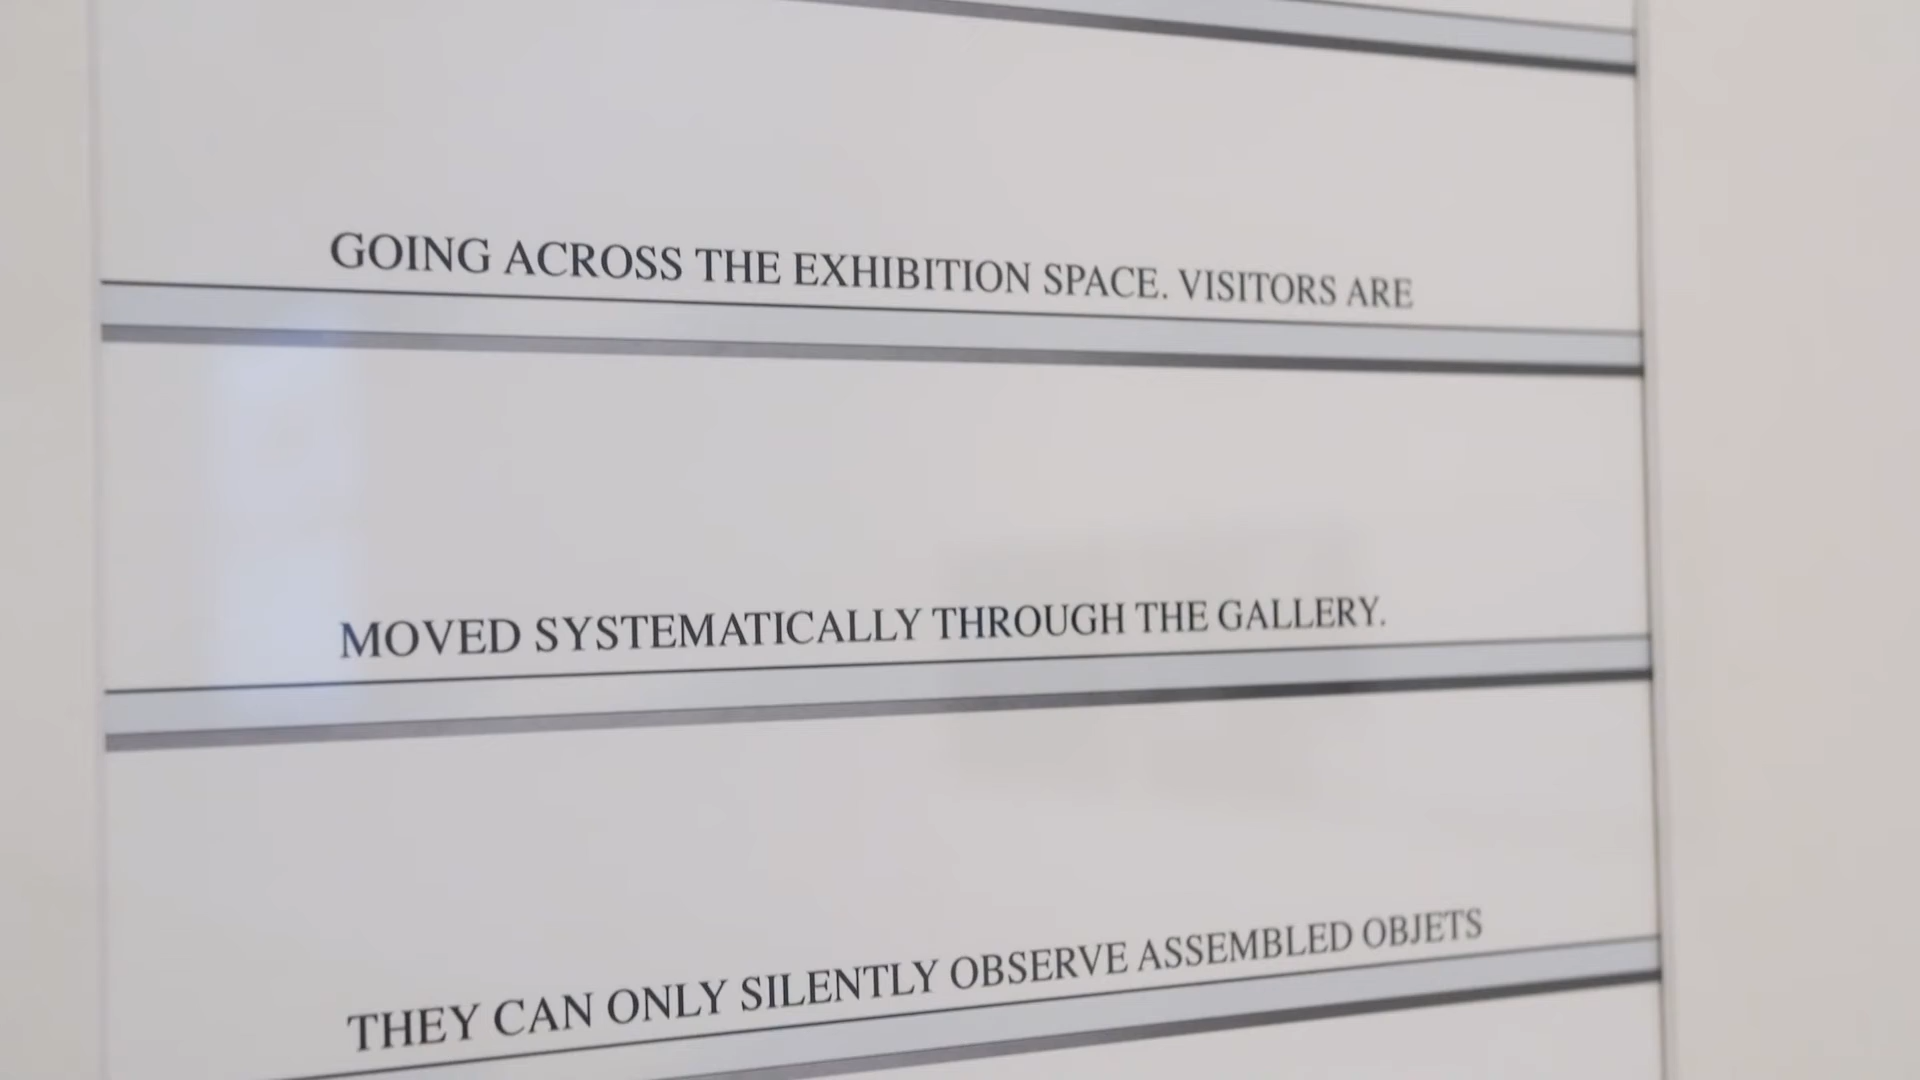 GOING ACROSS THE EXHIBITION SPACE. VISITORS ARE
MOVED SYSTEMATICALLY THROUGH THE GALLERY.
THEY CAN ONLY SILENTLY OBSERVE ASSEMBLED OBJETS